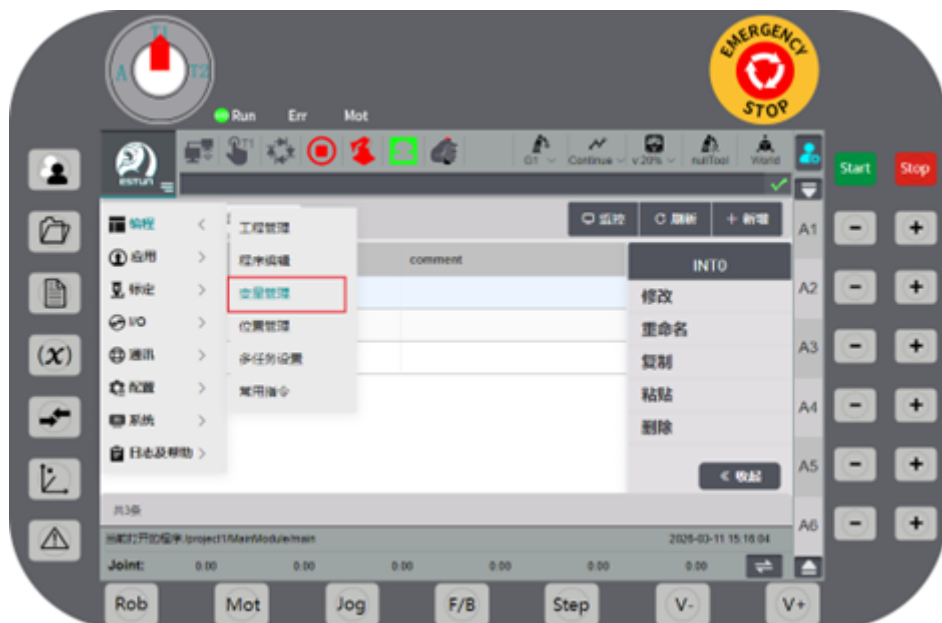 T1
A
T2
EMERGENCY
STOP
Run Err Mot
T1
ESTUN
G1 Continue v 20% nullTool World
Start Stop
编程 工程管理 监控 刷新 + 新增 A1
应用 程序编辑 comment INT0
标定 变量管理 修改 A2
I/O 位置管理 重命名
(x) 通讯 多任务设置 复制 A3
配置 常用指令 粘贴
系统 删除 A4
日志及帮助
收起 A5
共3条
A6
当前打开的程序:/project1/MainModule/main 2026-03-11 15:16:04
Joint: 0.00 0.00 0.00 0.00 0.00 0.00
Rob Mot Jog F/B Step V- V+